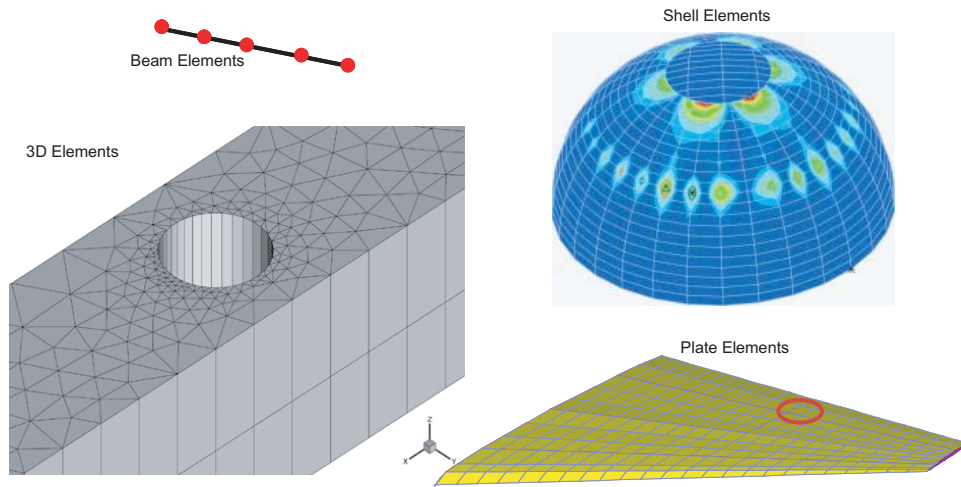 Shell Elements
Beam Elements
3D Elements
Plate Elements
Z
X
Y